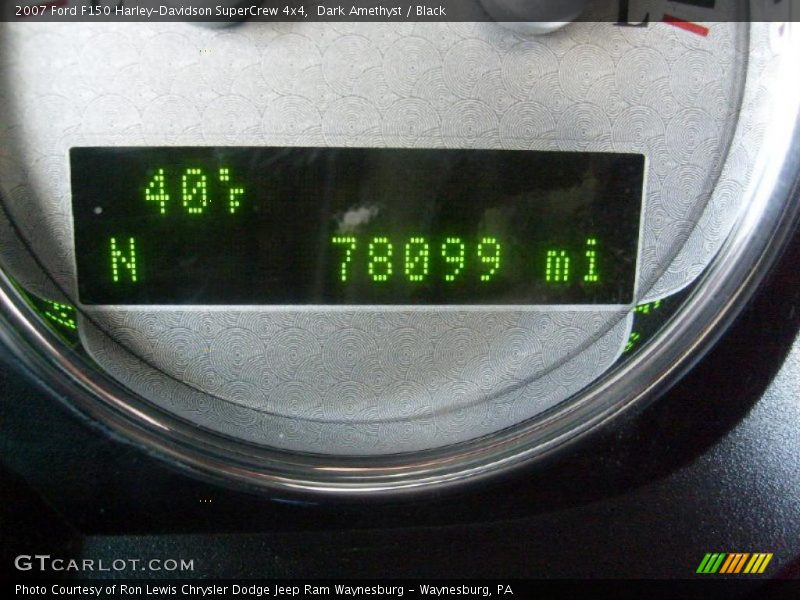 2007 Ford F150 Harley-Davidson SuperCrew 4x4, Dark Amethyst / Black
E
40°F
N 78099 mi
GTCARLOT.COM
Photo Courtesy of Ron Lewis Chrysler Dodge Jeep Ram Waynesburg - Waynesburg, PA